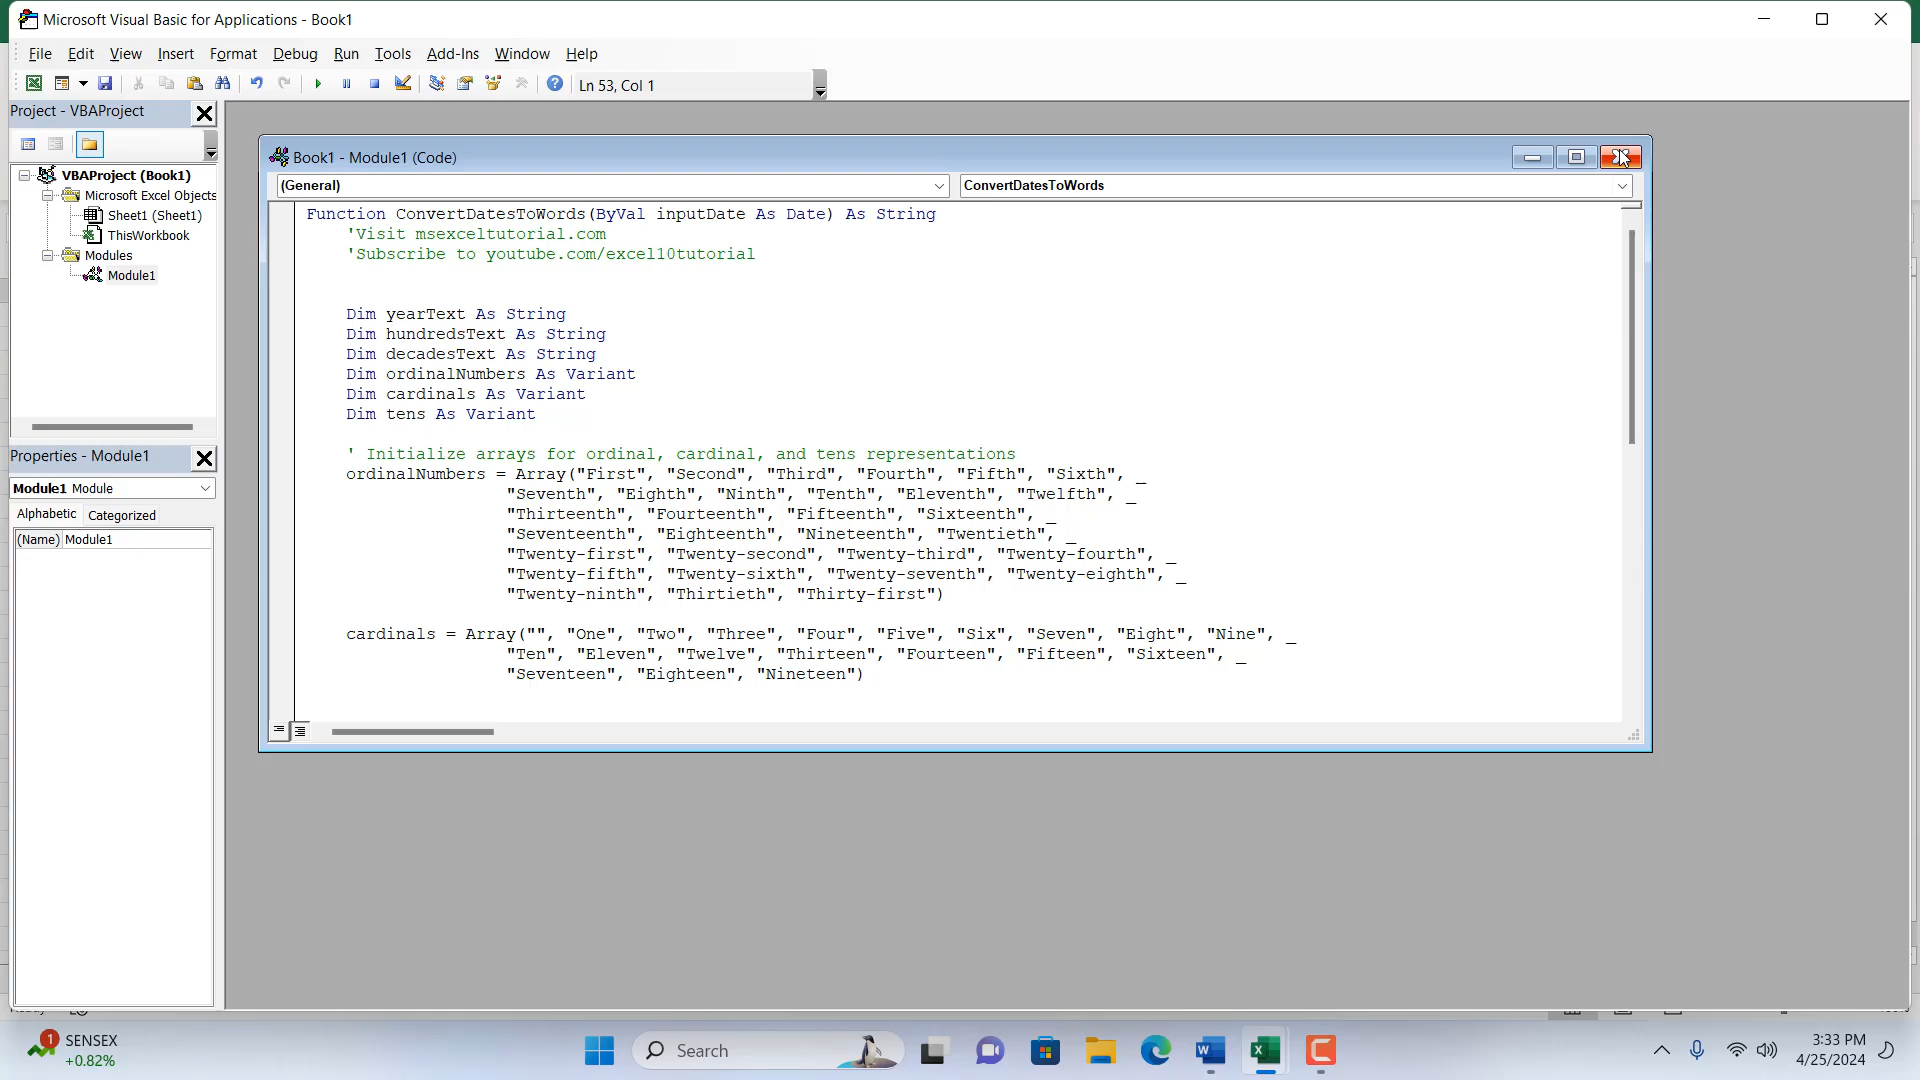 Microsoft Visual Basic for Applications - Book1
File Edit View Insert Format Debug Run Tools Add-Ins Window Help
Ln 53, Col 1
Project - VBAProject
VBAProject (Book1)
Microsoft Excel Objects
Sheet1 (Sheet1)
ThisWorkbook
Modules
Module1
Properties - Module1
Module1 Module
Alphabetic Categorized
(Name) Module1
Book1 - Module1 (Code)
(General) ConvertDatesToWords
Function ConvertDatesToWords(ByVal inputDate As Date) As String
'Visit msexceltutorial.com
'Subscribe to youtube.com/excel10tutorial
Dim yearText As String
Dim hundredsText As String
Dim decadesText As String
Dim ordinalNumbers As Variant
Dim cardinals As Variant
Dim tens As Variant
' Initialize arrays for ordinal, cardinal, and tens representations
ordinalNumbers = Array("First", "Second", "Third", "Fourth", "Fifth", "Sixth", _
"Seventh", "Eighth", "Ninth", "Tenth", "Eleventh", "Twelfth", _
"Thirteenth", "Fourteenth", "Fifteenth", "Sixteenth", _
"Seventeenth", "Eighteenth", "Nineteenth", "Twentieth", _
"Twenty-first", "Twenty-second", "Twenty-third", "Twenty-fourth", _
"Twenty-fifth", "Twenty-sixth", "Twenty-seventh", "Twenty-eighth", _
"Twenty-ninth", "Thirtieth", "Thirty-first")
cardinals = Array("", "One", "Two", "Three", "Four", "Five", "Six", "Seven", "Eight", "Nine", _
"Ten", "Eleven", "Twelve", "Thirteen", "Fourteen", "Fifteen", "Sixteen", _
"Seventeen", "Eighteen", "Nineteen")
1
SENSEX
+0.82%
Search
3:33 PM
4/25/2024